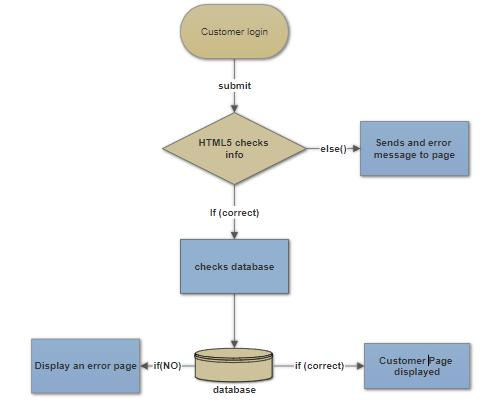 Customer login
submit
HTML5 checks
info
else()
Sends and error
message to page
If (correct)
checks database
Display an error page
if(NO)
database
if (correct)
Customer Page
displayed